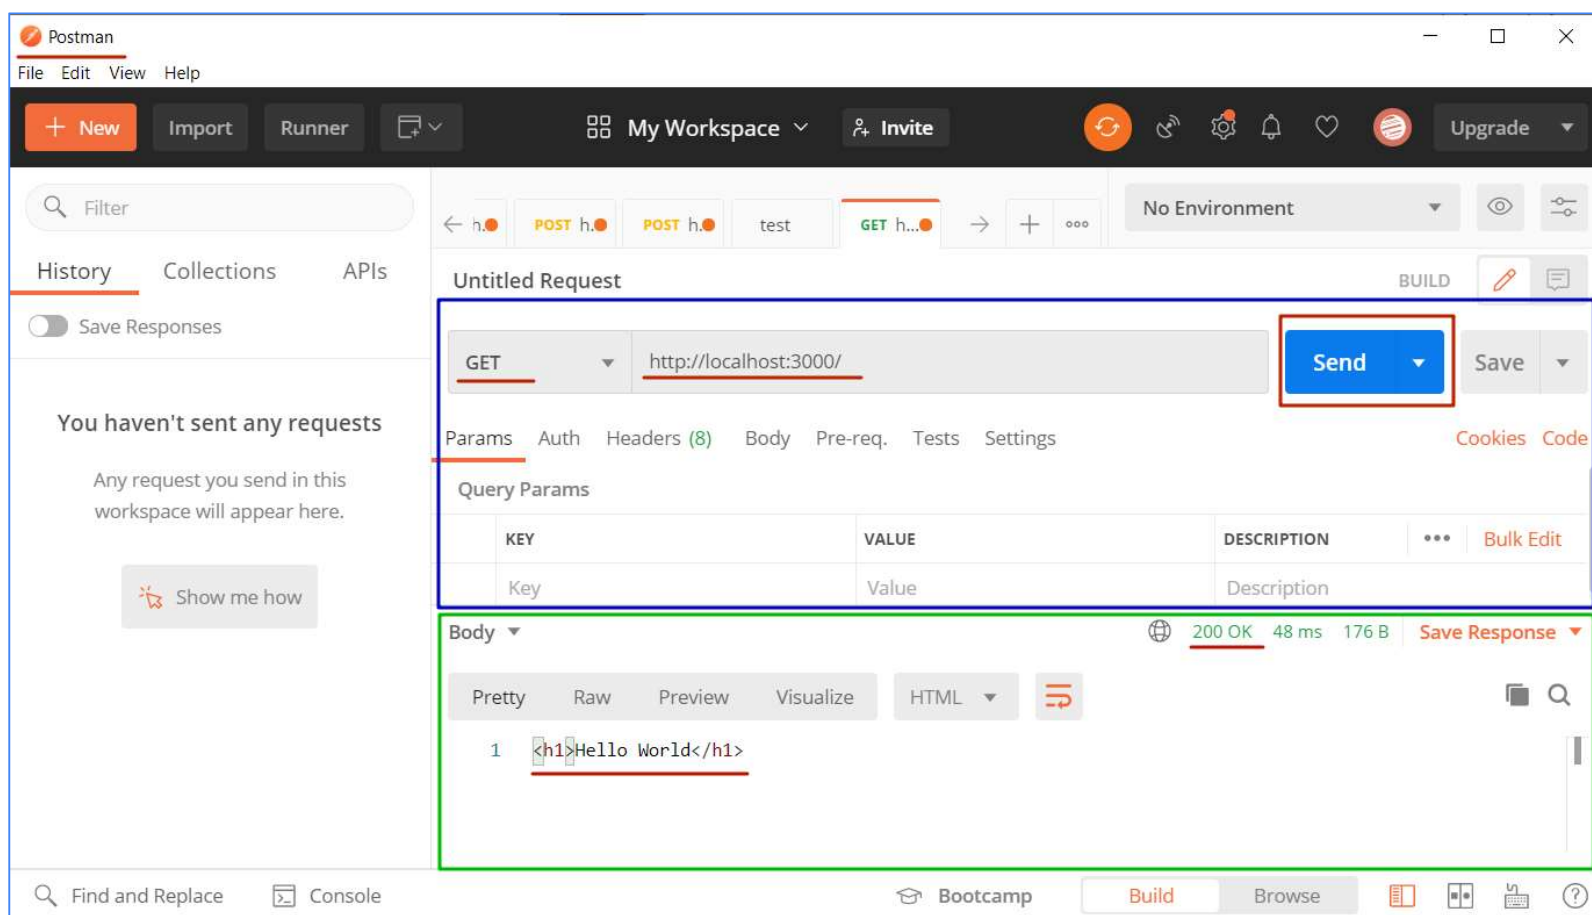 Postman
File Edit View Help
New Import Runner My Workspace Invite Upgrade
Filter
History Collections APIs
Save Responses
You haven't sent any requests
Any request you send in this
workspace will appear here.
Show me how
h. POST h. POST h. test GET h... ooo No Environment
Untitled Request BUILD
GET http://localhost:3000/ Send Save
Params Auth Headers (8) Body Pre-req. Tests Settings Cookies Code
Query Params
KEY VALUE DESCRIPTION ••• Bulk Edit
Key Value Description
Body 200 OK 48 ms 176 B Save Response
Pretty Raw Preview Visualize HTML
1 <h1>Hello World</h1>
Find and Replace Console Bootcamp Build Browse